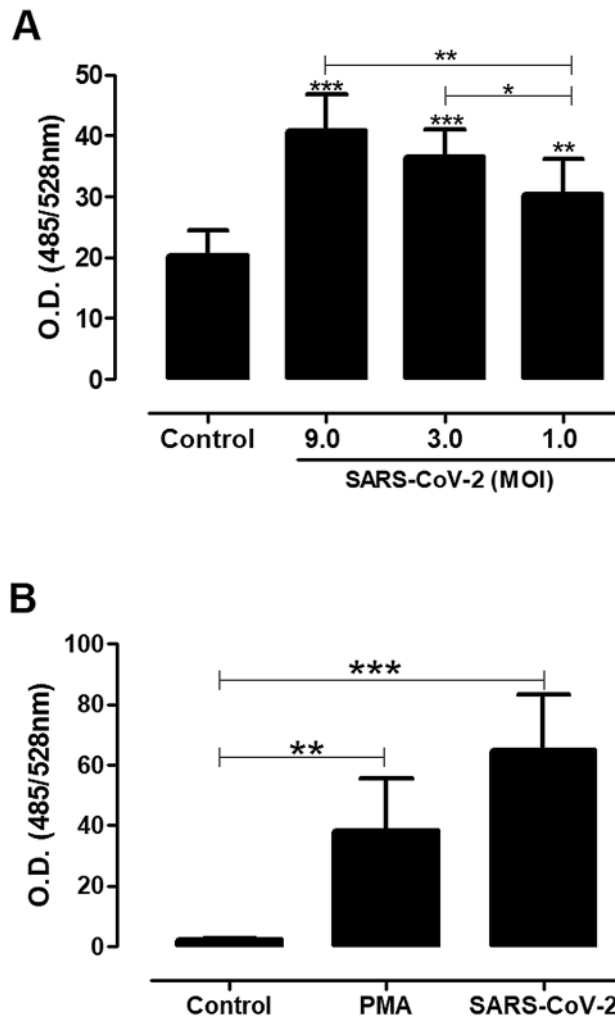 A
O.D. (485/528nm)
50
40
30
20
10
0
**
*
***
***
**
Control
9.0
3.0
1.0
SARS-CoV-2 (MOI)
B
O.D. (485/528nm)
100
80
60
40
20
0
***
**
Control
PMA
SARS-CoV-2